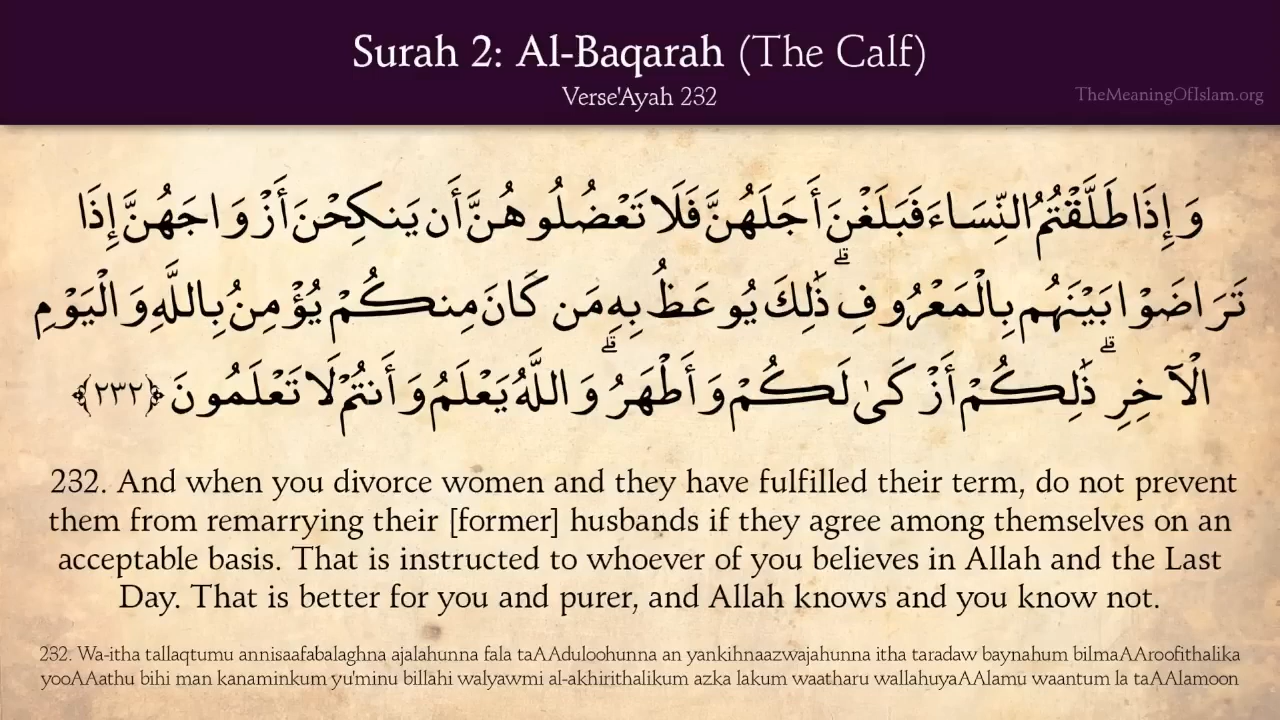 Surah 2: Al-Baqarah (The Calf)
Verse'Ayah 232
TheMeaningOfIslam.org
وَإِذَا طَلَّقْتُمُ النِّسَاءَ فَبَلَغْنَ أَجَلَهُنَّ فَلَا تَعْضُلُوهُنَّ أَن يَنكِحْنَ أَزْوَاجَهُنَّ إِذَا
تَرَاضَوْا بَيْنَهُم بِالْمَعْرُوفِ ۗ ذَٰلِكَ يُوعَظُ بِهِ مَن كَانَ مِنكُمْ يُؤْمِنُ بِاللَّهِ وَالْيَوْمِ
الْآخِرِ ۗ ذَٰلِكُمْ أَزْكَىٰ لَكُمْ وَأَطْهَرُ ۗ وَاللَّهُ يَعْلَمُ وَأَنتُمْ لَا تَعْلَمُونَ ﴿٢٣٢﴾
232. And when you divorce women and they have fulfilled their term, do not prevent
them from remarrying their [former] husbands if they agree among themselves on an
acceptable basis. That is instructed to whoever of you believes in Allah and the Last
Day. That is better for you and purer, and Allah knows and you know not.
232. Wa-itha tallaqtumu annisaafabalaghna ajalahunna fala taAAduloohunna an yankihnaazwajahunna itha taradaw baynahum bilmaAAroofithalika
yooAAathu bihi man kanaminkum yu'minu billahi walyawmi al-akhirithalikum azka lakum waatharu wallahuyaAAlamu waantum la taAAlamoon